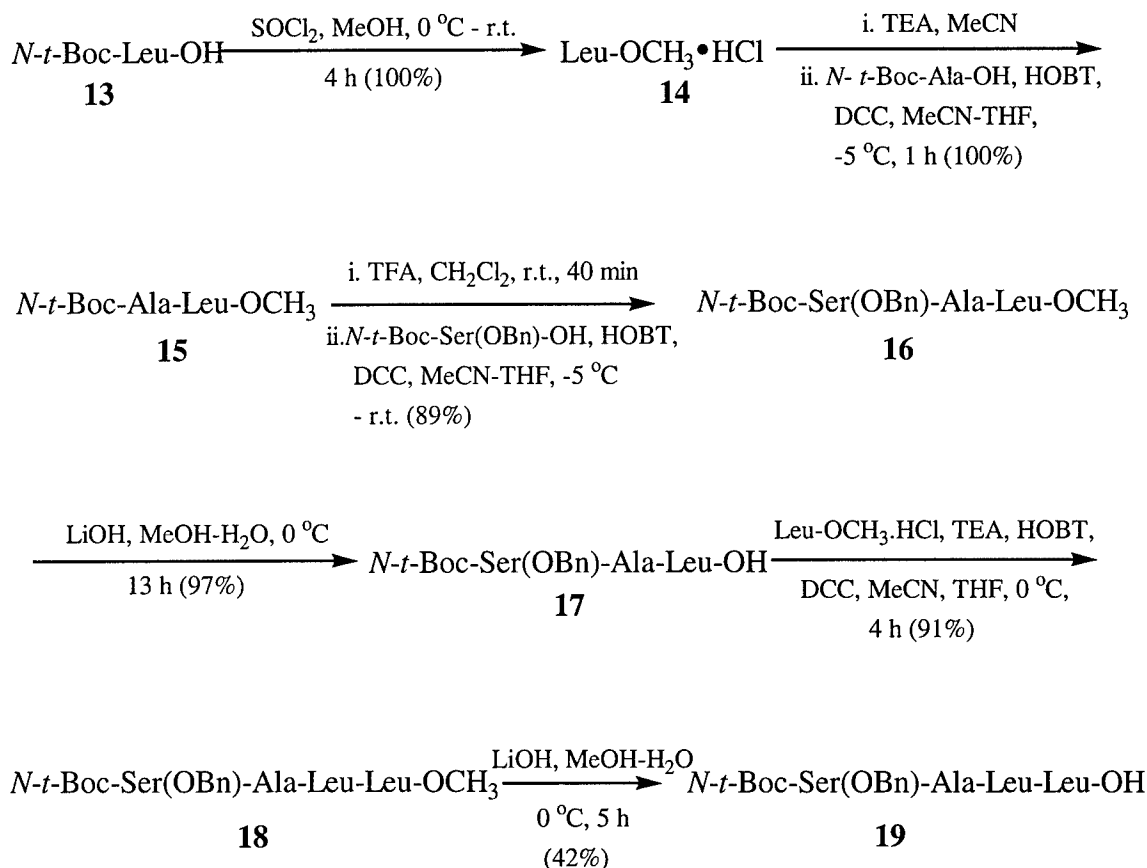 N-t-Boc-Leu-OH
13
SOCl₂, MeOH, 0 °C - r.t.
4 h (100%)
Leu-OCH₃•HCl
14
i. TEA, MeCN
ii. N- t-Boc-Ala-OH, HOBT,
DCC, MeCN-THF,
-5 °C, 1 h (100%)
N-t-Boc-Ala-Leu-OCH₃
15
i. TFA, CH₂Cl₂, r.t., 40 min
ii.N-t-Boc-Ser(OBn)-OH, HOBT,
DCC, MeCN-THF, -5 °C
- r.t. (89%)
N-t-Boc-Ser(OBn)-Ala-Leu-OCH₃
16
LiOH, MeOH-H₂O, 0 °C
13 h (97%)
N-t-Boc-Ser(OBn)-Ala-Leu-OH
17
Leu-OCH₃.HCl, TEA, HOBT,
DCC, MeCN, THF, 0 °C,
4 h (91%)
N-t-Boc-Ser(OBn)-Ala-Leu-Leu-OCH₃
18
LiOH, MeOH-H₂O
0 °C, 5 h
(42%)
N-t-Boc-Ser(OBn)-Ala-Leu-Leu-OH
19